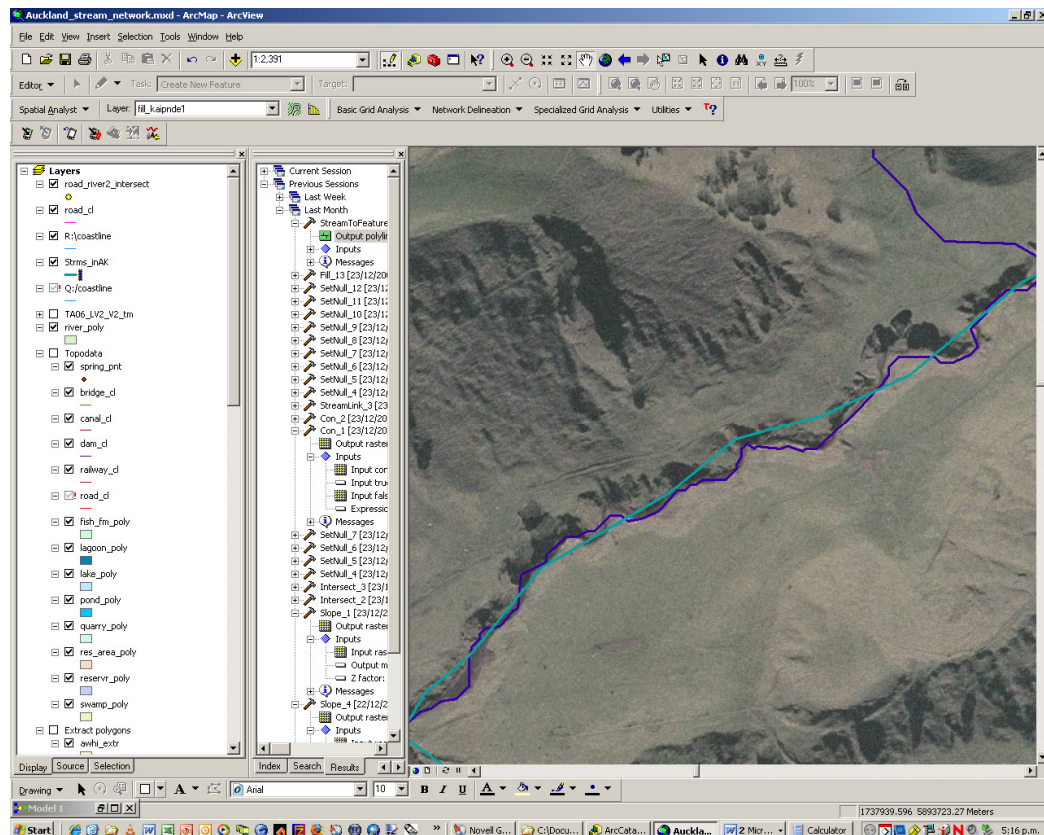 Auckland_stream_network.mxd - ArcMap - ArcView
File Edit View Insert Selection Tools Window Help
1:2,391
Editor Task: Create New Feature Target: 100%
Spatial Analyst Layer: fill_kaipnde1 Basic Grid Analysis Network Delineation Specialized Grid Analysis Utilities T?
Layers
road_river2_intersect
road_cl
R:\coastline
Strms_inAK
Q:/coastline
TA06_LV2_V2_tm
river_poly
Topodata
spring_pnt
bridge_cl
canal_cl
dam_cl
railway_cl
road_cl
fish_fm_poly
lagoon_poly
lake_poly
pond_poly
quarry_poly
res_area_poly
reservr_poly
swamp_poly
Extract polygons
awhi_extr
Display Source Selection
Current Session
Previous Sessions
Last Week
Last Month
StreamToFeature
Output polylin
Inputs
Messages
Fill_13 [23/12/20
SetNull_12 [23/12
SetNull_11 [23/12
SetNull_10 [23/12
SetNull_9 [23/12/
SetNull_8 [23/12/
SetNull_7 [23/12/
SetNull_6 [23/12/
SetNull_5 [23/12/
SetNull_4 [23/12/
StreamLink_3 [23
Con_2 [23/12/20
Con_1 [23/12/20
Output raster
Inputs
Input con
Input tru
Input fals
Expressio
Messages
SetNull_7 [23/12/
SetNull_6 [23/12/
SetNull_5 [23/12/
SetNull_4 [23/12/
Intersect_3 [23/1
Intersect_2 [23/1
Slope_1 [23/12/2
Output raster
Inputs
Input ras
Output m
Z factor:
Messages
Slope_4 [22/12/2
Output raster
Inputs
Index Search Results
Drawing A Arial 10 B I U A
Model 1
1737939.596 5893723.27 Meters
Start Novell G... C:\Docu... ArcCata... Auckla... 2 Micr... Calculator 5:16 p.m.